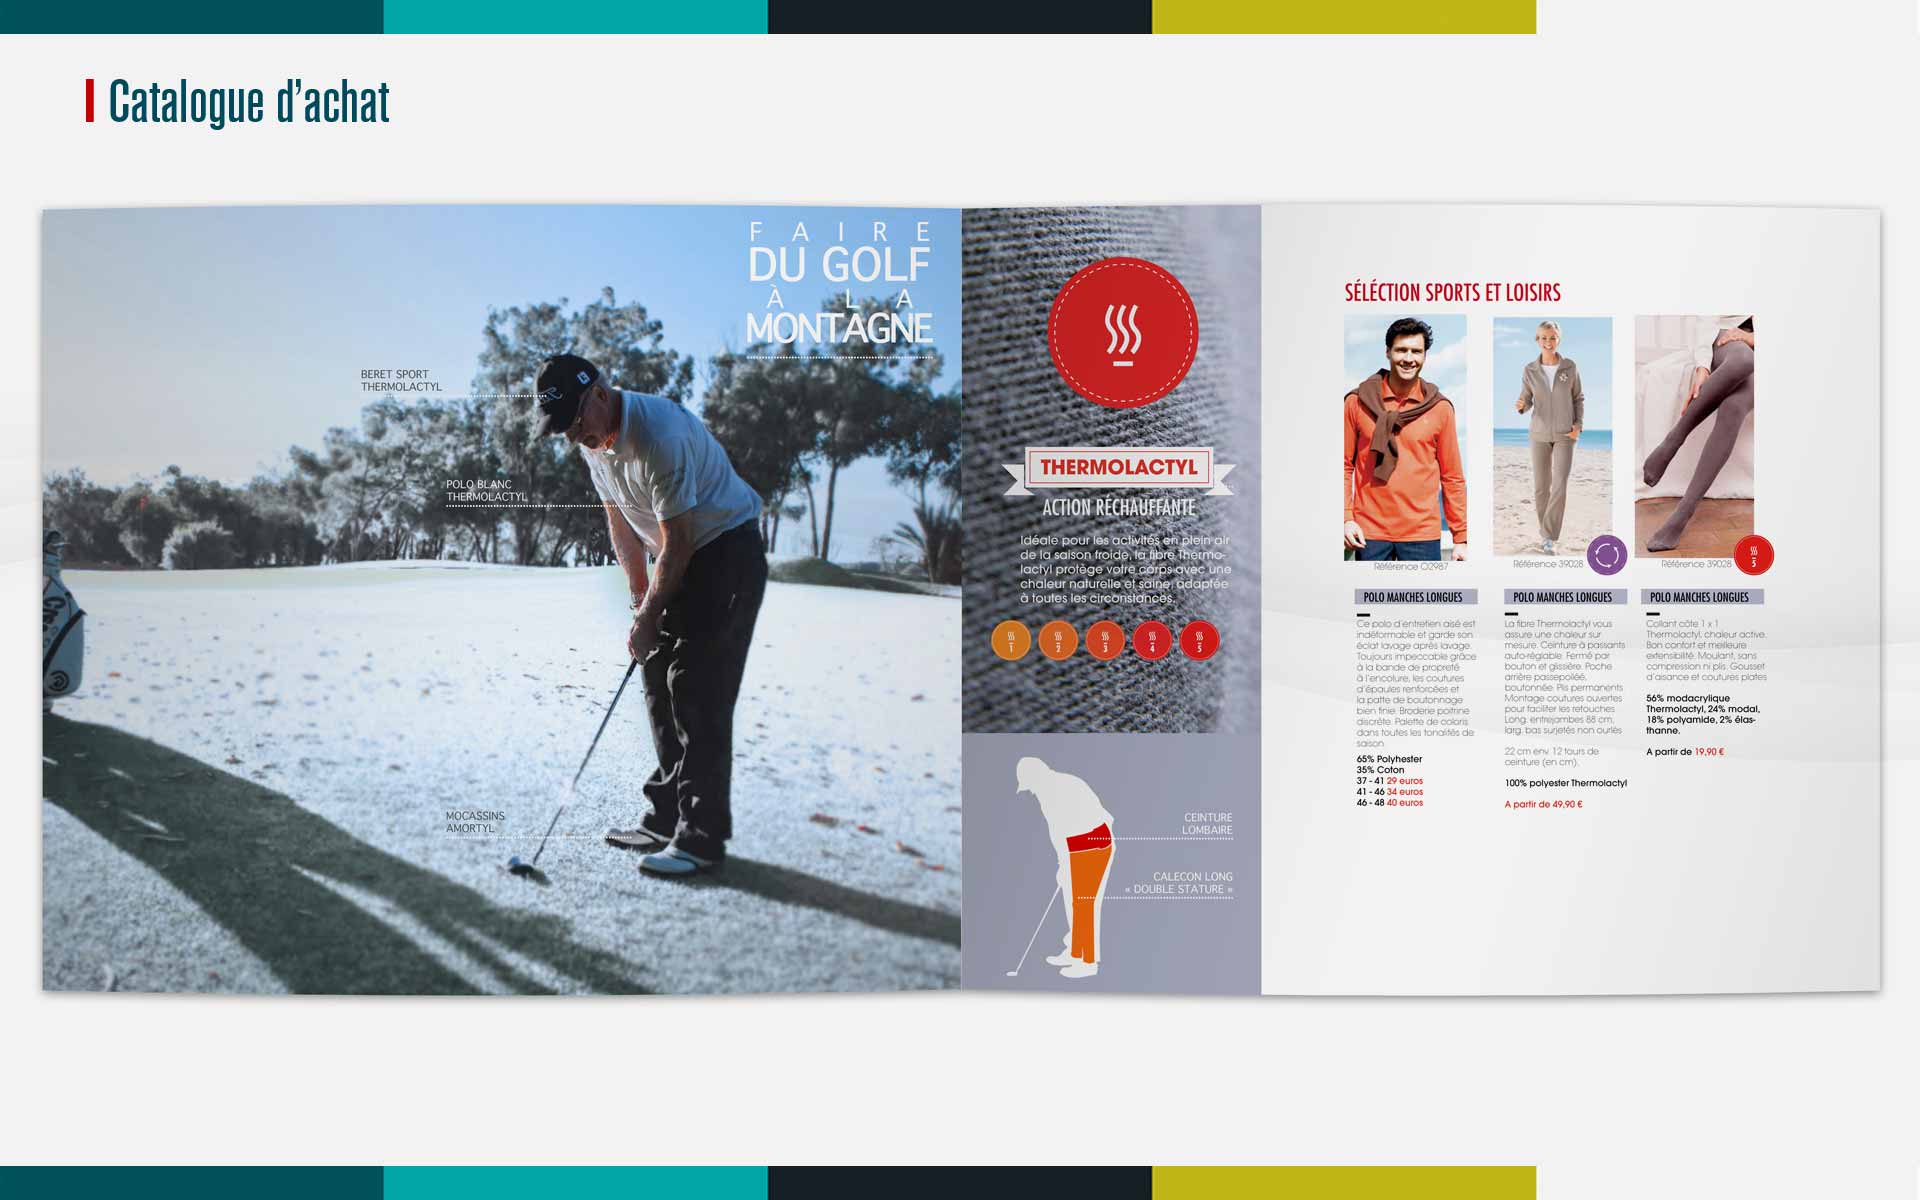 Catalogue d'achat
FAIRE
DU GOLF
À LA
MONTAGNE
BERET SPORT
THERMOLACTYL
POLO BLANC
THERMOLACTYL
MOCASSINS
AMORTYL
THERMOLACTYL
ACTION RÉCHAUFFANTE
Idéale pour les activités en plein air
de la saison froide, la fibre Thermo-
lactyl protège votre corps avec une
chaleur naturelle et saine, adaptée
à toutes les circonstances.
1
2
3
4
5
CEINTURE
LOMBAIRE
CALECON LONG
« DOUBLE STATURE »
SÉLÉCTION SPORTS ET LOISIRS
Référence O2987
POLO MANCHES LONGUES
Ce polo d'entretien aisé est
indéformable et garde son
éclat lavage après lavage.
Toujours impeccable grâce
à la bande de propreté
à l'encolure, les coutures
d'épaules renforcées et
la patte de boutonnage
bien finie. Broderie poitrine
discrète. Palette de coloris
dans toutes les tonalités de
saison.
65% Polyhester
35% Coton
37 - 41 29 euros
41 - 46 34 euros
46 - 48 40 euros
Référence 39028
POLO MANCHES LONGUES
La fibre Thermolactyl vous
assure une chaleur sur
mesure. Ceinture à passants
auto-réglable. Fermé par
bouton et glissière. Poche
arrière passepoilée,
boutonnée. Plis permanents
Montage coutures ouvertes
pour faciliter les retouches.
Long. entrejambes 88 cm,
larg. bas surjetés non ourlés
22 cm env. 12 tours de
ceinture (en cm).
100% polyester Thermolactyl
A partir de 49,90 €
Référence 39028
5
POLO MANCHES LONGUES
Collant côte 1 x 1
Thermolactyl, chaleur active.
Bon confort et meilleure
extensibilité. Moulant, sans
compression ni plis. Gousset
d'aisance et coutures plates
56% modacrylique
Thermolactyl, 24% modal,
18% polyamide, 2% élas-
thanne.
A partir de 19,90 €